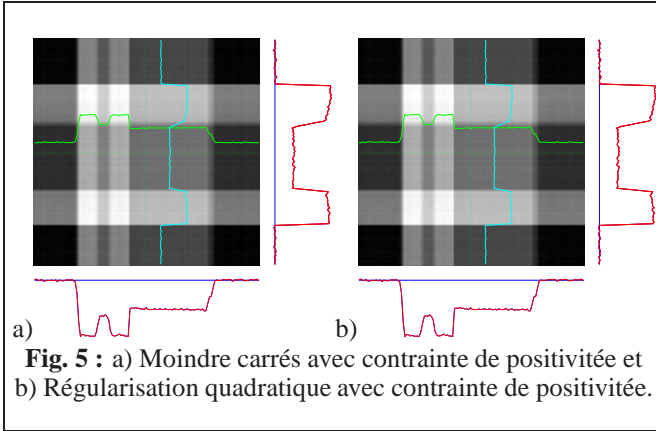 a) b)
Fig. 5 : a) Moindre carrés avec contrainte de positivitée et
b) Régularisation quadratique avec contrainte de positivitée.